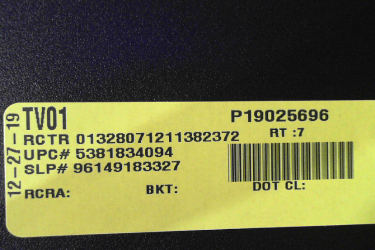 12-27-19
TV01 P19025696
RCTR 01328071211382372 RT :7
UPC# 5381834094
SLP# 96149183327
RCRA: BKT: DOT CL: